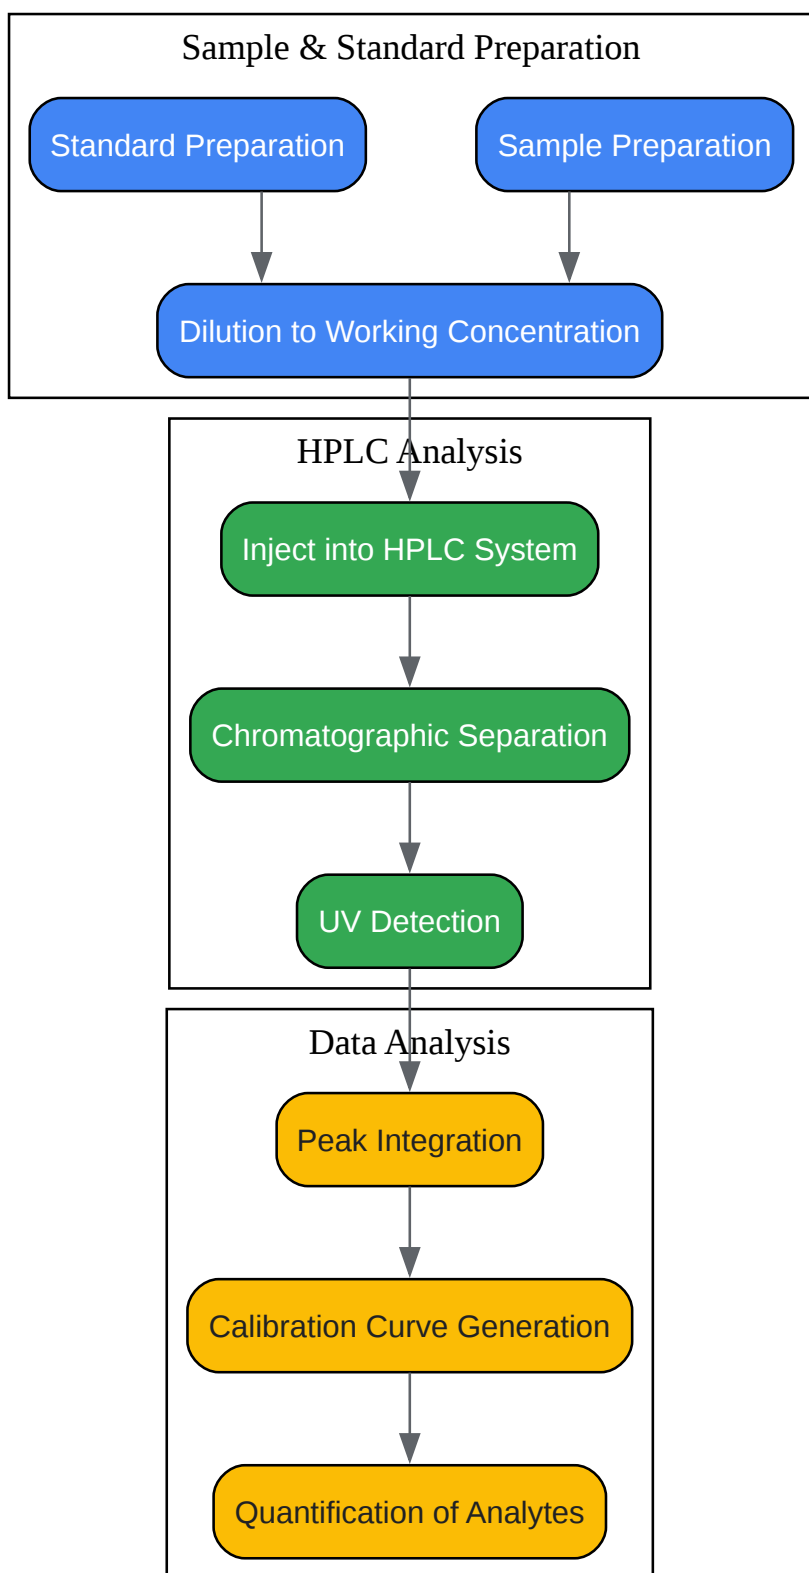 Sample & Standard Preparation
Standard Preparation
Sample Preparation
Dilution to Working Concentration
HPLC Analysis
Inject into HPLC System
Chromatographic Separation
UV Detection
Data Analysis
Peak Integration
Calibration Curve Generation
Quantification of Analytes